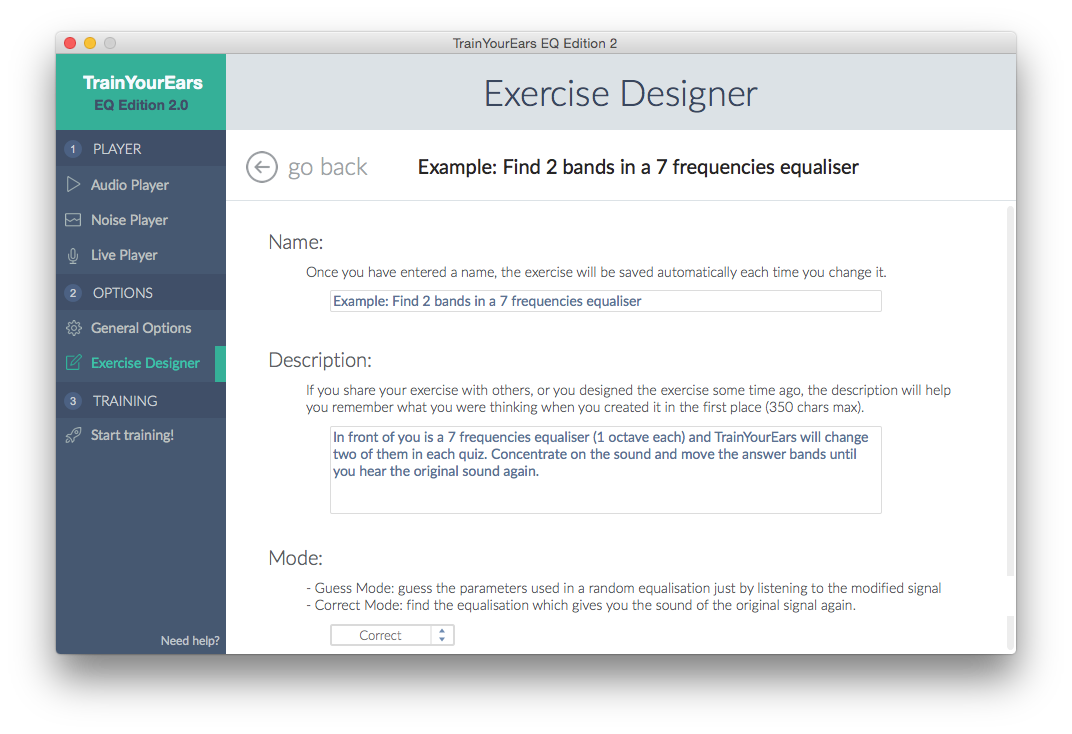 TrainYourEars EQ Edition 2
TrainYourEars
EQ Edition 2.0
1 PLAYER
Audio Player
Noise Player
Live Player
2 OPTIONS
General Options
Exercise Designer
3 TRAINING
Start training!
Need help?
Exercise Designer
go back
Example: Find 2 bands in a 7 frequencies equaliser
Name:
Once you have entered a name, the exercise will be saved automatically each time you change it.
Example: Find 2 bands in a 7 frequencies equaliser
Description:
If you share your exercise with others, or you designed the exercise some time ago, the description will help
you remember what you were thinking when you created it in the first place (350 chars max).
In front of you is a 7 frequencies equaliser (1 octave each) and TrainYourEars will change
two of them in each quiz. Concentrate on the sound and move the answer bands until
you hear the original sound again.
Mode:
- Guess Mode: guess the parameters used in a random equalisation just by listening to the modified signal
- Correct Mode: find the equalisation which gives you the sound of the original signal again.
Correct